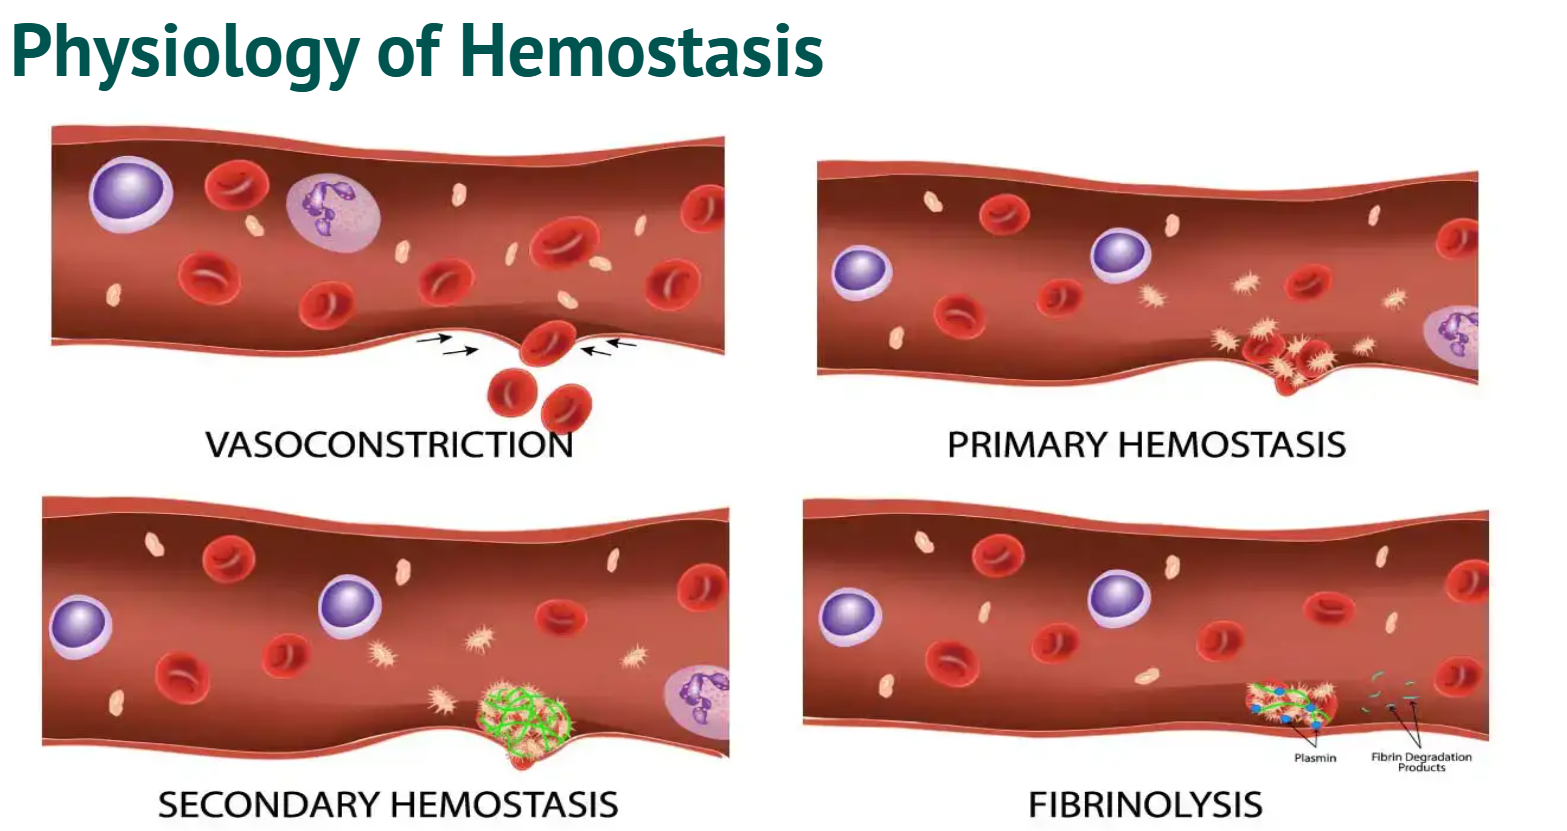 Physiology of Hemostasis
VASOCONSTRICTION
PRIMARY HEMOSTASIS
SECONDARY HEMOSTASIS
Plasmin
Fibrin Degradation
Products
FIBRINOLYSIS